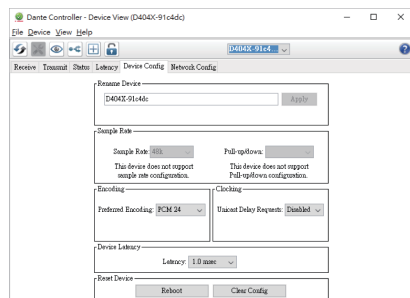 Dante Controller - Device View (D404X-91c4dc)
File Device View Help
D404X-91c4...
Receive Transmit Status Latency Device Config Network Config
Rename Device
D404X-91c4dc Apply
Sample Rate
Sample Rate: 48k Pull-up/down:
This device does not support sample rate configuration.
This device does not support Pull-up/down configuration.
Encoding
Preferred Encoding: PCM 24
Clocking
Unicast Delay Requests: Disabled
Device Latency
Latency: 1.0 msec
Reset Device
Reboot Clear Config